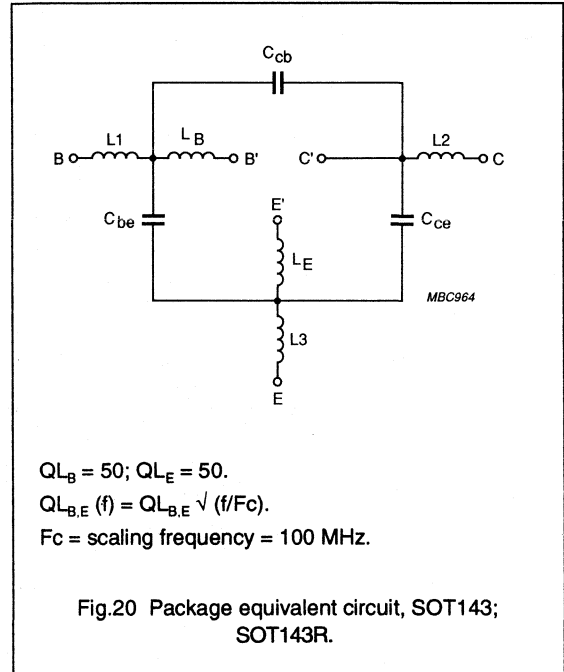 C_cb
L1
L_B
L2
B
B'
C'
C
E'
C_be
C_ce
L_E
MBC964
L3
E
QL_B = 50; QL_E = 50.
QL_B,E (f) = QL_B,E √ (f/Fc).
Fc = scaling frequency = 100 MHz.
Fig.20 Package equivalent circuit, SOT143;
SOT143R.